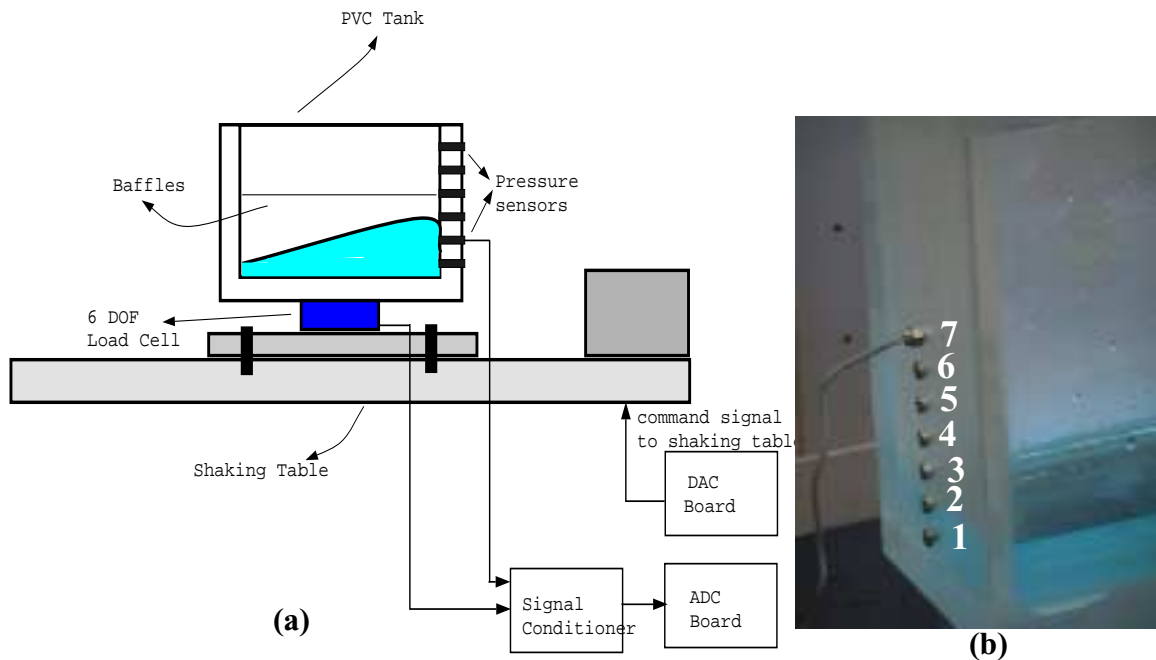 PVC Tank
Baffles
Pressure
sensors
6 DOF
Load Cell
command signal
to shaking table
Shaking Table
DAC
Board
Signal
Conditioner
ADC
Board
(a)
7
6
5
4
3
2
1
(b)